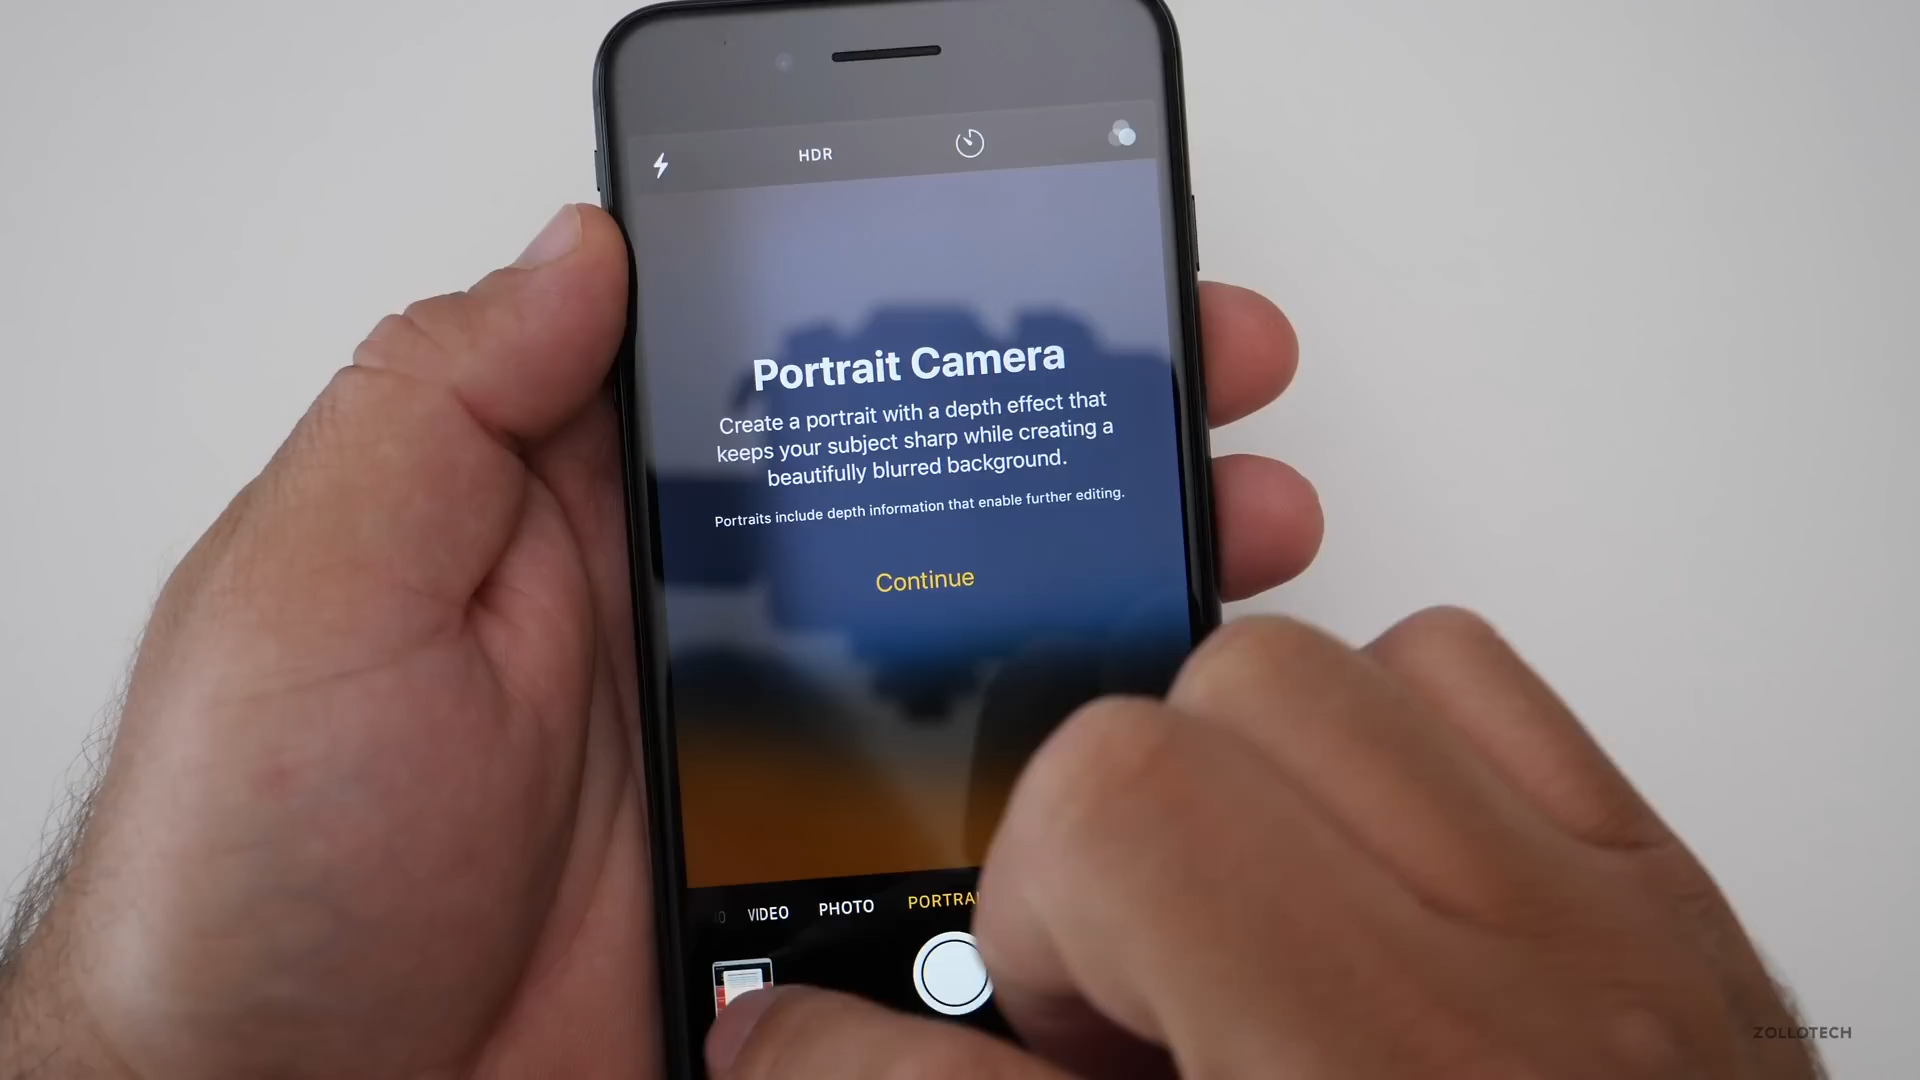 HDR
Portrait Camera
Create a portrait with a depth effect that
keeps your subject sharp while creating a
beautifully blurred background.
Portraits include depth information that enable further editing.
Continue
VIDEO PHOTO PORTRAI
ZOLLOTECH